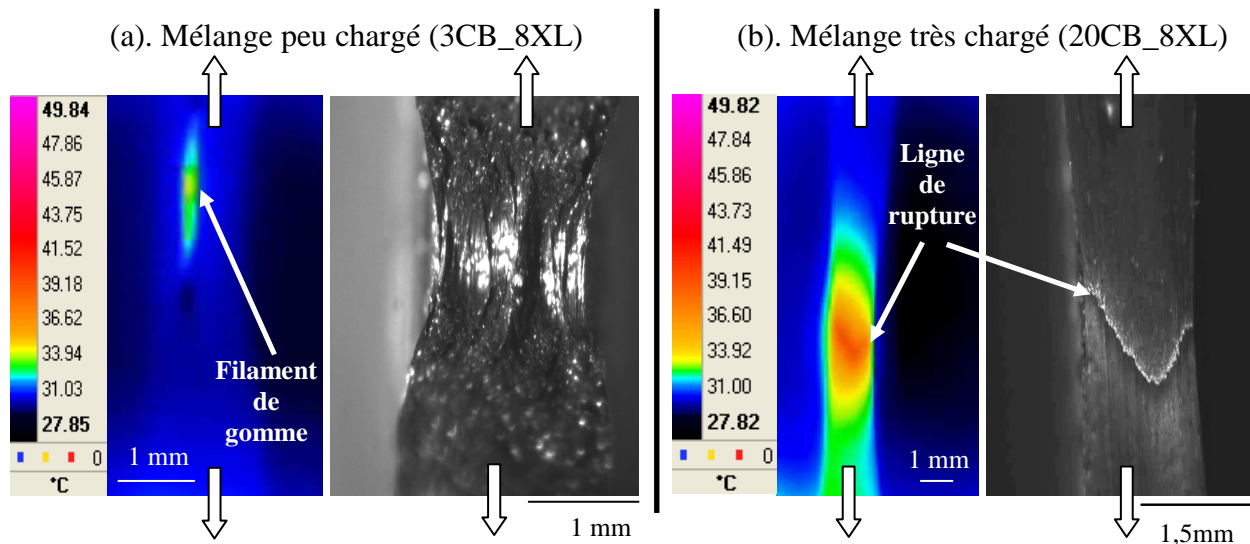 (a). Mélange peu chargé (3CB_8XL)
49.84
47.86
45.87
43.75
41.52
39.18
36.62
33.94
31.03
27.85
0
°C
Filament
de
gomme
1 mm
1 mm
(b). Mélange très chargé (20CB_8XL)
49.82
47.84
45.86
43.73
41.49
39.15
36.60
33.92
31.00
27.82
0
°C
Ligne
de
rupture
1 mm
1,5mm